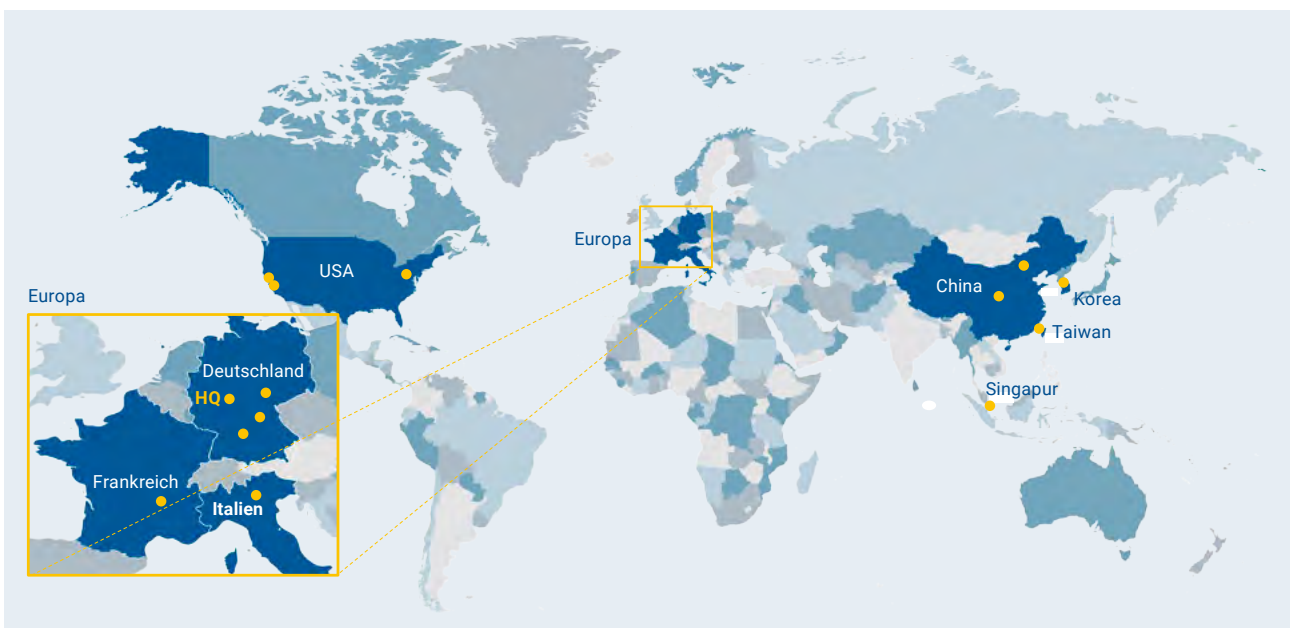 Europa
USA
China
Korea
Taiwan
Singapur
Europa
Deutschland
HQ
Frankreich
Italien